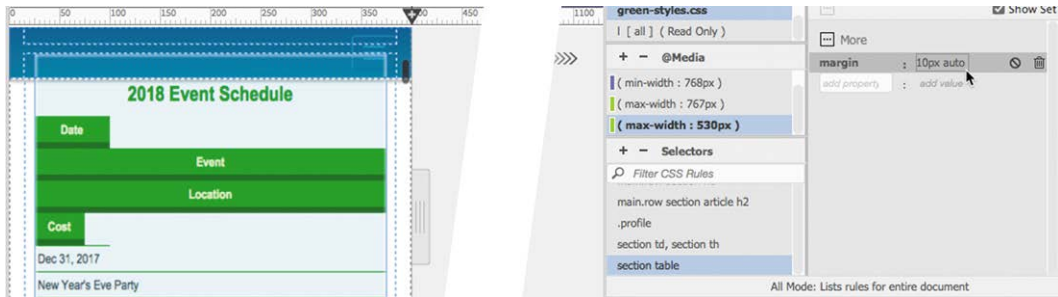 0 50 100 150 200 250 300 350 400 450
2018 Event Schedule
Date
Event
Location
Cost
Dec 31, 2017
New Year's Eve Party
1100
green-styles.css
[ all ] ( Read Only )
+ − @Media
( min-width : 768px )
( max-width : 767px )
( max-width : 530px )
+ − Selectors
Filter CSS Rules
main.row section article h2
.profile
section td, section th
section table
Show Set
More
margin : 10px auto
add property : add value
All Mode: Lists rules for entire document